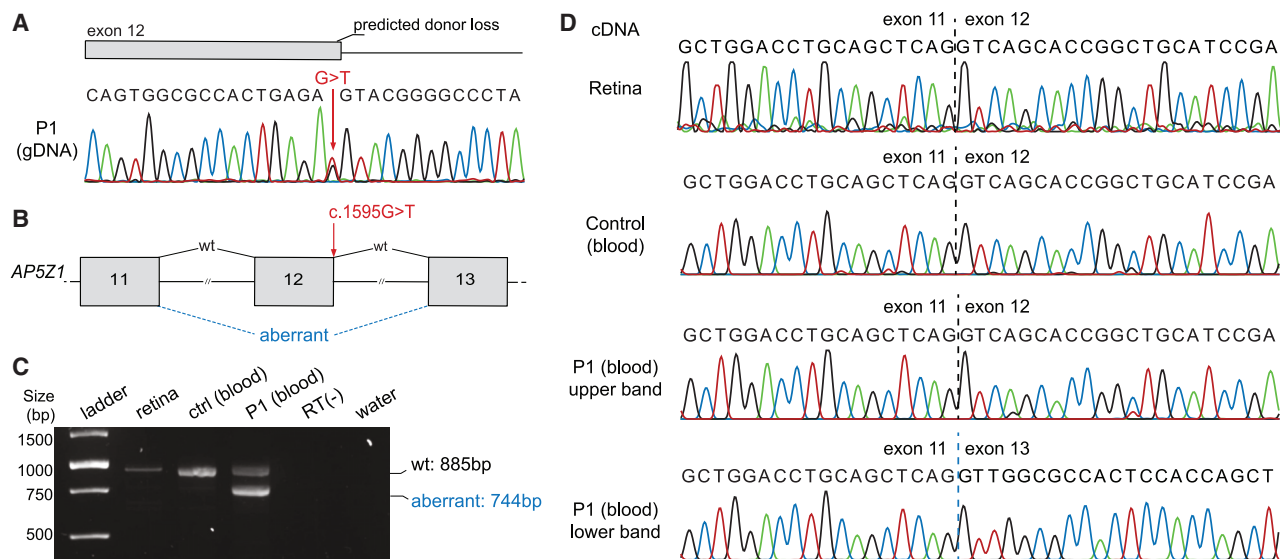 A
exon 12
predicted donor loss
G>T
CAGTGGCGCCACTGAGA GTACGGGGCCCTA
P1
(gDNA)
B
c.1595G>T
wt
wt
AP5Z1
11
//
12
//
13
aberrant
C
Size
(bp)
ladder
retina
ctrl (blood)
P1 (blood)
RT(-)
water
1500
1000
750
500
wt: 885bp
aberrant: 744bp
D
cDNA
exon 11
exon 12
GCTGGACCTGCAGCTCAGGTCAGCACCGGCTGCATCCGA
Retina
exon 11
exon 12
GCTGGACCTGCAGCTCAGGTCAGCACCGGCTGCATCCGA
Control
(blood)
exon 11
exon 12
GCTGGACCTGCAGCTCAGGTCAGCACCGGCTGCATCCGA
P1 (blood)
upper band
exon 11
exon 13
GCTGGACCTGCAGCTCAGGTTGGCGCCACTCCACCAGCT
P1 (blood)
lower band